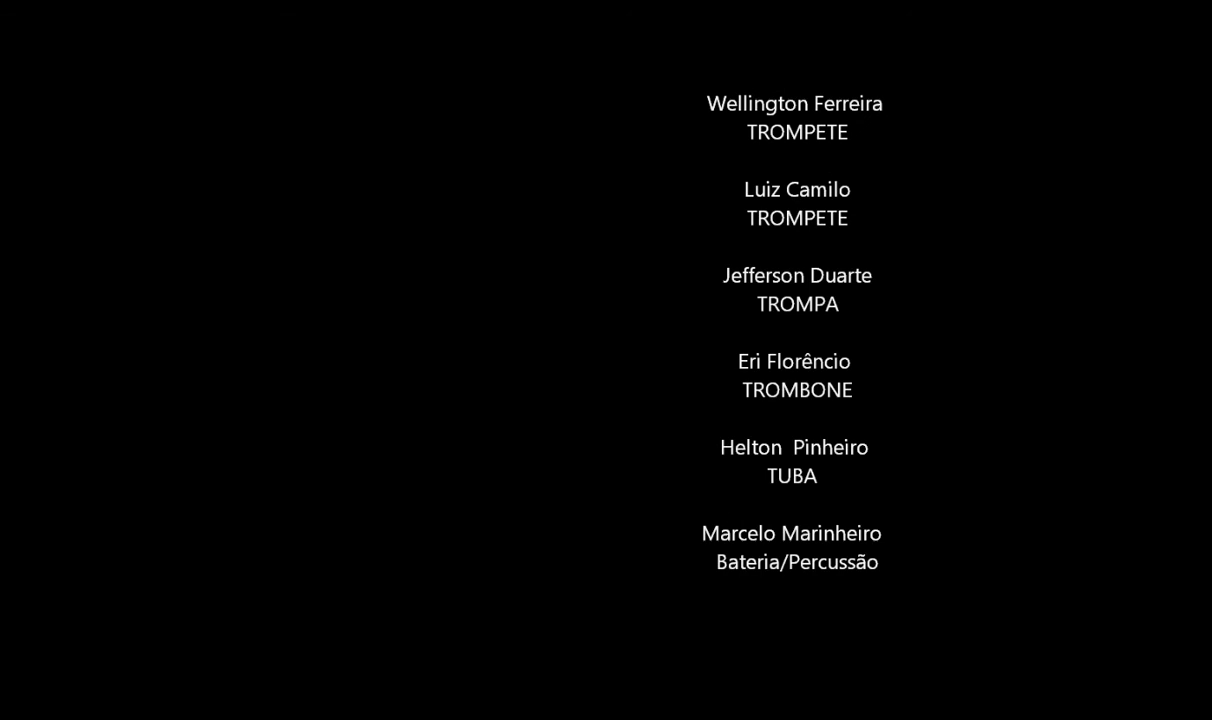 Wellington Ferreira
TROMPETE
Luiz Camilo
TROMPETE
Jefferson Duarte
TROMPA
Eri Florêncio
TROMBONE
Helton  Pinheiro
TUBA
Marcelo Marinheiro
Bateria/Percussão